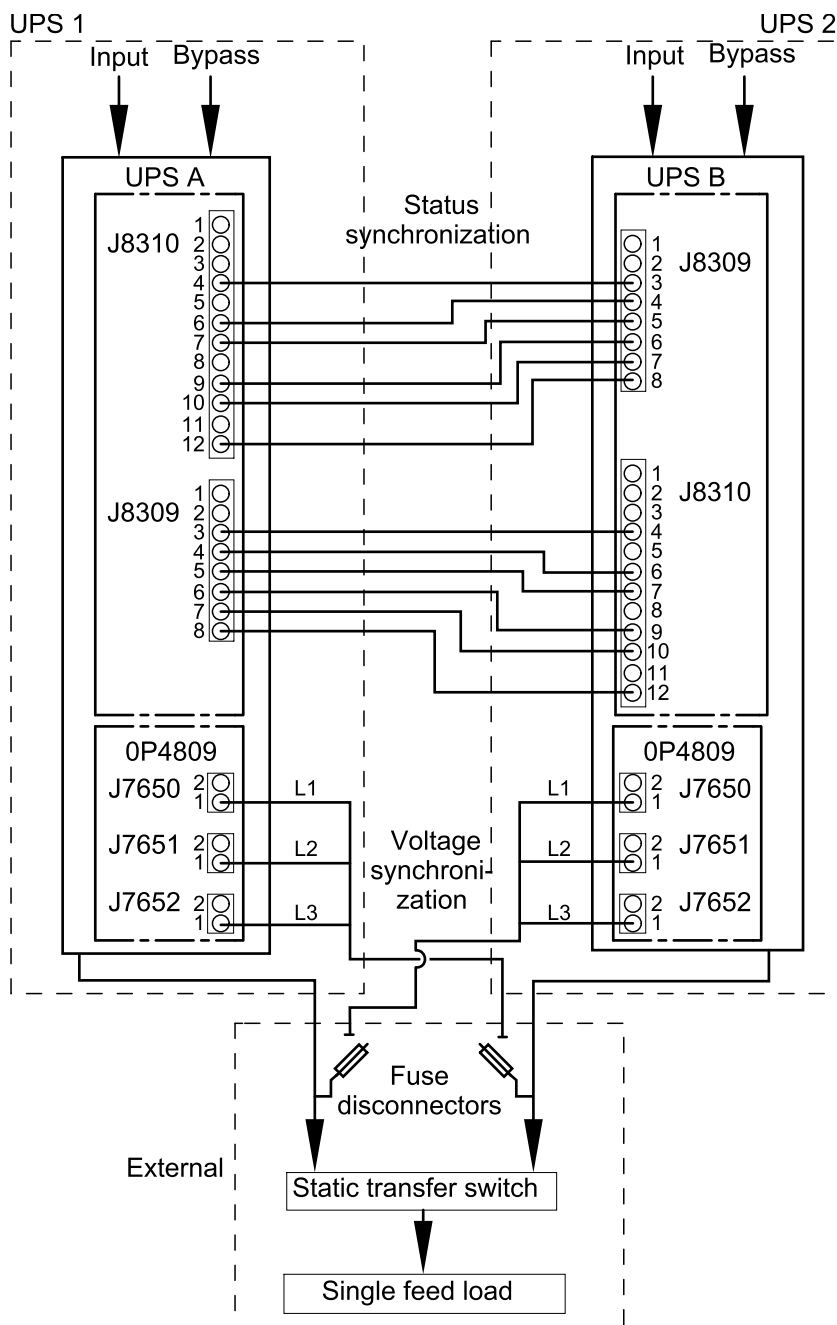 UPS 1
UPS 2
Input Bypass
Input Bypass
UPS A
UPS B
Status
synchronization
J8310
1
2
3
4
5
6
7
8
9
10
11
12
J8309
1
2
3
4
5
6
7
8
J8309
1
2
3
4
5
6
7
8
J8310
1
2
3
4
5
6
7
8
9
10
11
12
0P4809
J7650
2
1
L1
J7651
2
1
L2
J7652
2
1
L3
Voltage
synchroni-
zation
0P4809
L1
2
1
J7650
L2
2
1
J7651
L3
2
1
J7652
Fuse
disconnectors
External
Static transfer switch
Single feed load